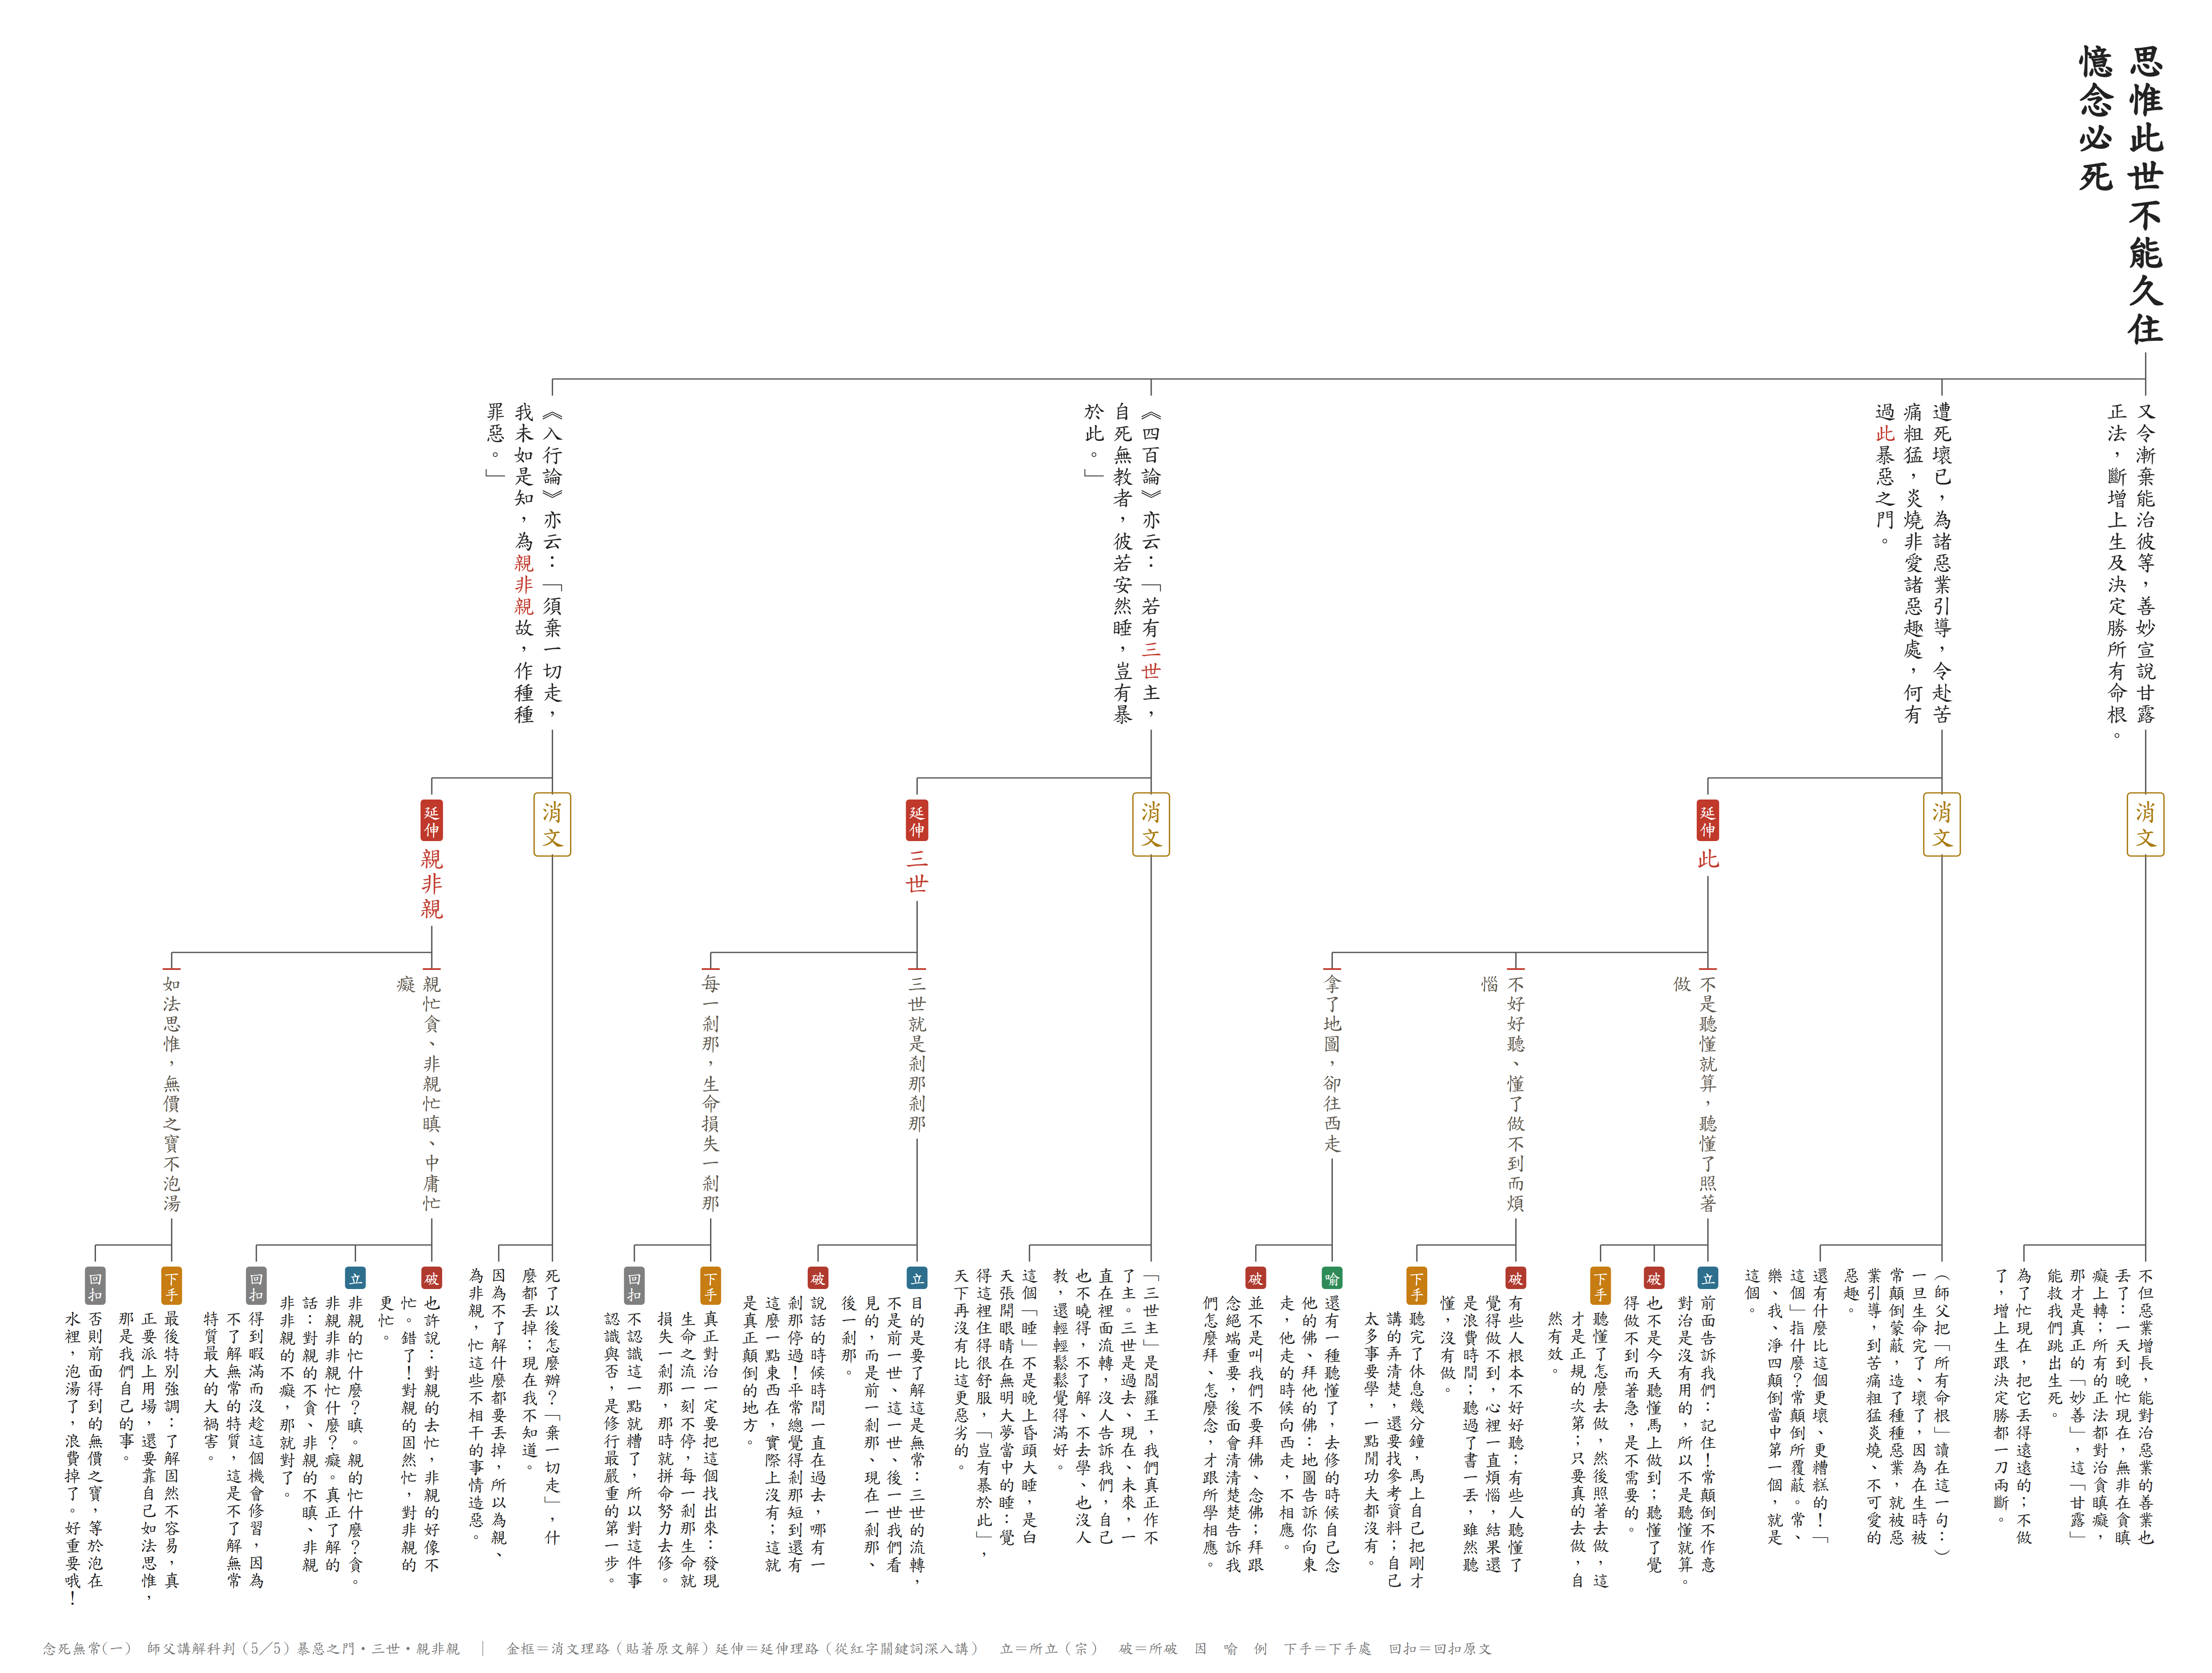 思惟此世不能久住
憶念必死
又令漸棄能治彼等，善妙宣說甘露
正法，斷增上生及決定勝所有命根。
遭死壞已，為諸惡業引導，令赴苦
痛粗猛，炎燒非愛諸惡趣處，何有
過此暴惡之門。
《四百論》亦云：「若有三世主，
自死無教者，彼若安然睡，豈有暴
於此。」
《入行論》亦云：「須棄一切走，
我未如是知，為親非親故，作種種
罪惡。」
消文
消文
延伸
此
消文
延伸
三世
消文
延伸
親非親
不是聽懂就算，聽懂了照著
做
不好好聽、懂了做不到而煩
惱
拿了地圖，卻往西走
三世就是剎那剎那
每一剎那，生命損失一剎那
親忙貪、非親忙瞋、中庸忙
癡
如法思惟，無價之寶不泡湯
不但惡業增長，能對治惡業的善業也
丟了：一天到晚忙現在，無非在貪瞋
癡上轉；所有的正法都對治貪瞋癡，
那才是真正的「妙善」，這「甘露」
能救我們跳出生死。
為了忙現在，把它丟得遠遠的；不做
了，增上生跟決定勝都一刀兩斷。
（師父把「所有命根」讀在這一句：）
一旦生命完了、壞了，因為在生時被
常顛倒蒙蔽，造了種種惡業，就被惡
業引導，到苦痛粗猛炎燒、不可愛的
惡趣。
還有什麼比這個更壞、更糟糕的！「
這個」指什麼？常顛倒所覆蔽。常、
樂、我、淨四顛倒當中第一個，就是
這個。
立
前面告訴我們：記住！常顛倒不作意
對治是沒有用的，所以不是聽懂就算。
破
也不是今天聽懂馬上做到；聽懂了覺
得做不到而著急，是不需要的。
下手
聽懂了怎麼去做，然後照著去做，這
才是正規的次第；只要真的去做，自
然有效。
破
有些人根本不好好聽；有些人聽懂了
覺得做不到，心裡一直煩惱，結果還
是浪費時間；聽過了書一丟，雖然聽
懂，沒有做。
下手
聽完了休息幾分鐘，馬上自己把剛才
講的弄清楚，還要找參考資料；自己
太多事要學，一點閒功夫都沒有。
喻
還有一種聽懂了，去修的時候自己念
他的佛、拜他的佛：地圖告訴你向東
走，他走的時候向西走，不相應。
破
並不是叫我們不要拜佛、念佛；拜跟
念絕端重要，後面會清清楚楚告訴我
們怎麼拜、怎麼念，才跟所學相應。
「三世主」是閻羅王，我們真正作不
了主。三世是過去、現在、未來，一
直在裡面流轉，沒人告訴我們，自己
也不曉得，不了解、不去學、也沒人
教，還輕輕鬆鬆覺得滿好。
這個「睡」不是晚上昏頭大睡，是白
天張開眼睛在無明大夢當中的睡：覺
得這裡住得很舒服，「豈有暴於此」，
天下再沒有比這更惡劣的。
立
目的是要了解這是無常：三世的流轉，
不是前一世、這一世、後一世我們看
見的，而是前一剎那、現在一剎那、
後一剎那。
破
說話的時候時間一直在過去，哪有一
剎那停過！平常總覺得剎那短到還有
這麼一點東西在，實際上沒有；這就
是真正顛倒的地方。
下手
真正對治一定要把這個找出來：發現
生命之流一刻不停，每一剎那生命就
損失一剎那，那時就拼命努力去修。
回扣
不認識這一點就糟了，所以對這件事
認識與否，是修行最嚴重的第一步。
死了以後怎麼辦？「棄一切走」，什
麼都丟掉；現在我不知道。
因為不了解什麼都要丟掉，所以為親、
為非親，忙這些不相干的事情造惡。
破
也許說：對親的去忙，非親的好像不
忙。錯了！對親的固然忙，對非親的
更忙。
立
非親的忙什麼？瞋。親的忙什麼？貪。
非親非非親忙什麼？癡。真正了解的
話：對親的不貪、非親的不瞋、非親
非非親的不癡，那就對了。
回扣
得到暇滿而沒趁這個機會修習，因為
不了解無常的特質，這是不了解無常
特質最大的大禍害。
下手
最後特別強調：了解固然不容易，真
正要派上用場，還要靠自己如法思惟，
那是我們自己的事。
回扣
否則前面得到的無價之寶，等於泡在
水裡，泡湯了，浪費掉了。好重要哦！
念死無常(一)　師父講解科判（5／5）暴惡之門・三世・親非親　｜　金框＝消文理路（貼著原文解）延伸＝延伸理路（從紅字關鍵詞深入講）　立＝所立（宗）　破＝所破　因　喻　例　下手＝下手處　回扣＝回扣原文